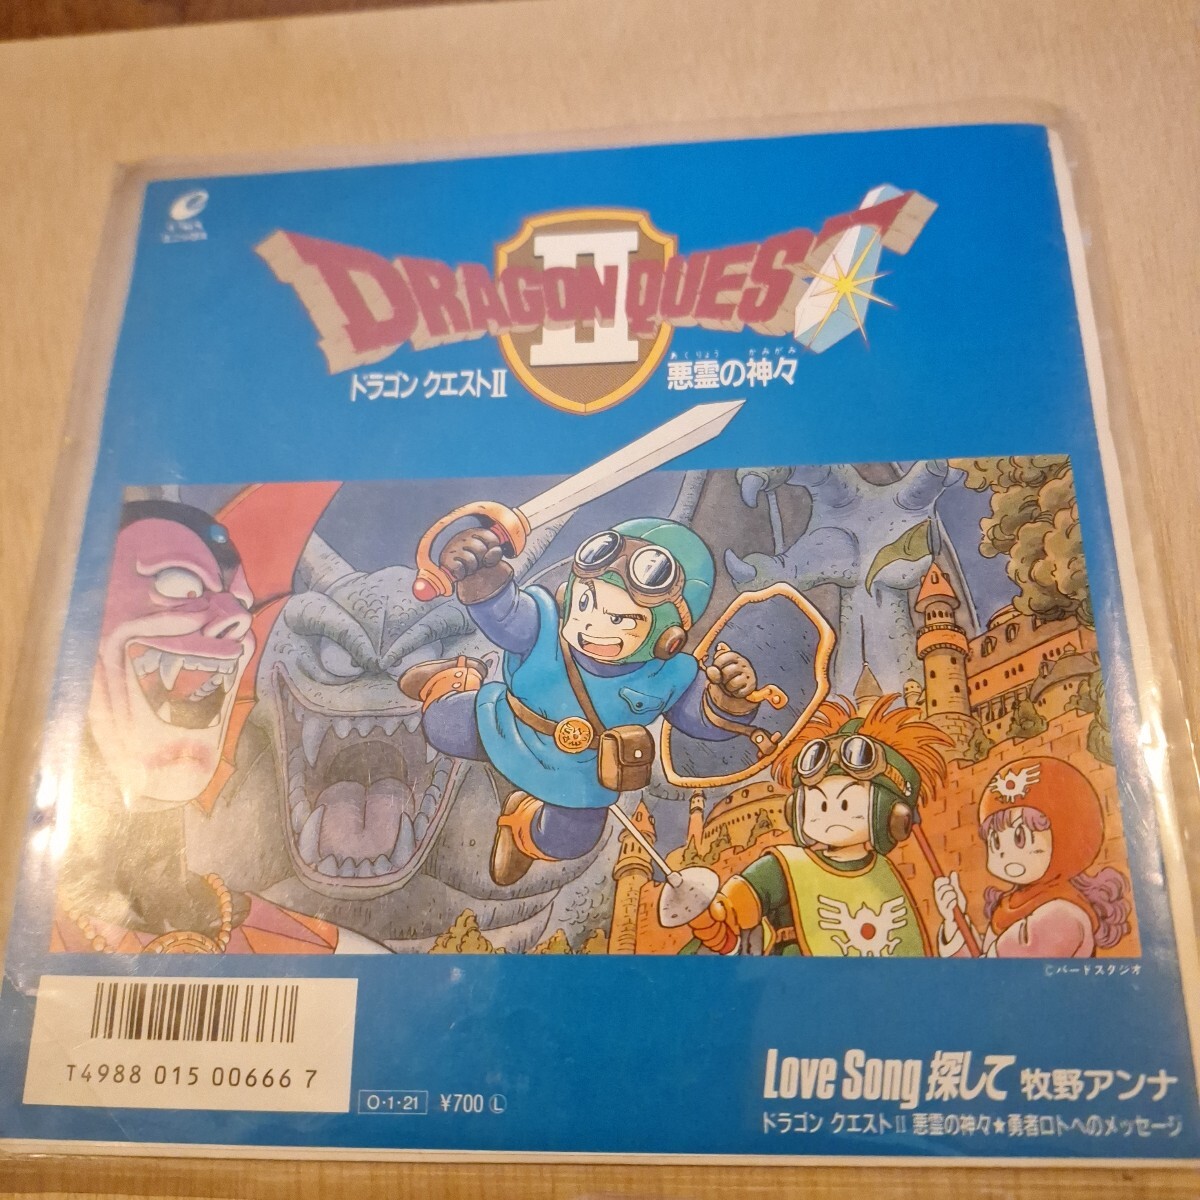 DRAGON QUEST
II
あくりょう かみがみ
ドラゴン クエストII 悪霊の神々
©バードスタジオ
T4988 015 00666 7
O・1・21 ¥700 Ⓛ
Love Song 探して 牧野アンナ
ドラゴン クエストII 悪霊の神々★勇者ロトへのメッセージ